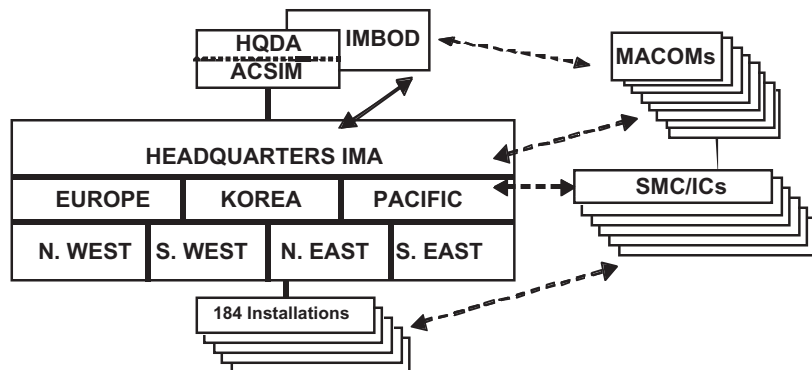 HQDA
ACSIM
IMBOD
MACOMs
HEADQUARTERS IMA
EUROPE KOREA PACIFIC
SMC/ICs
N. WEST S. WEST N. EAST S. EAST
184 Installations